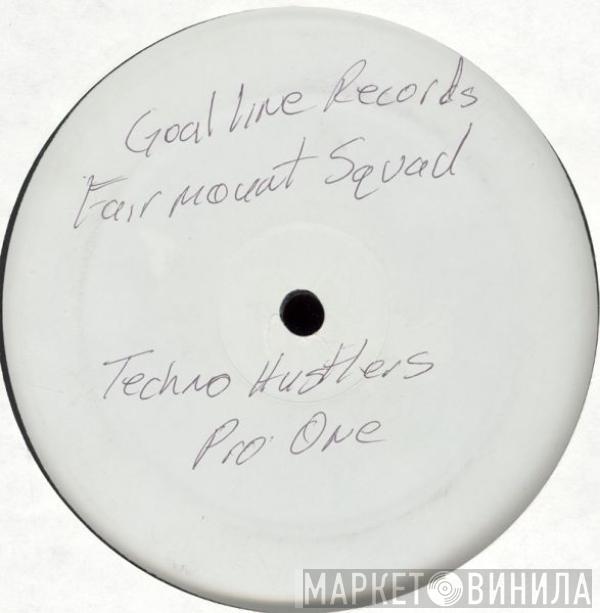 Goal line Records
Fairmount Squad
Techno Hustlers
Pro One
МАРКЕТ ВИНИЛА